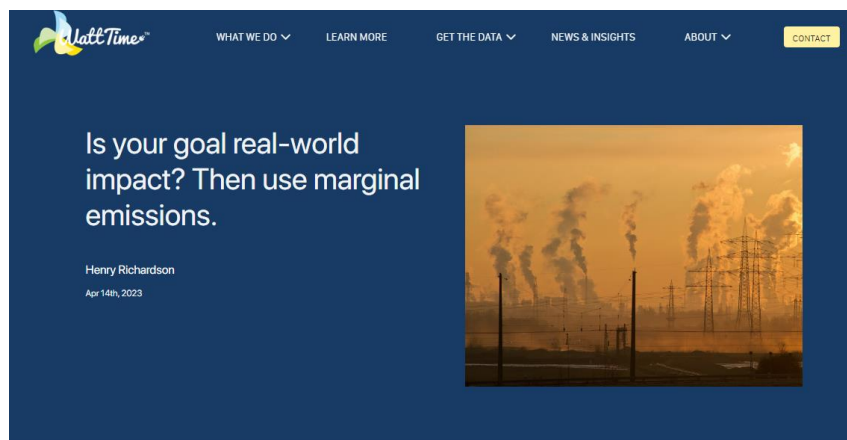 WattTime™
WHAT WE DO
LEARN MORE
GET THE DATA
NEWS & INSIGHTS
ABOUT
CONTACT
Is your goal real-world
impact? Then use marginal
emissions.
Henry Richardson
Apr 14th, 2023